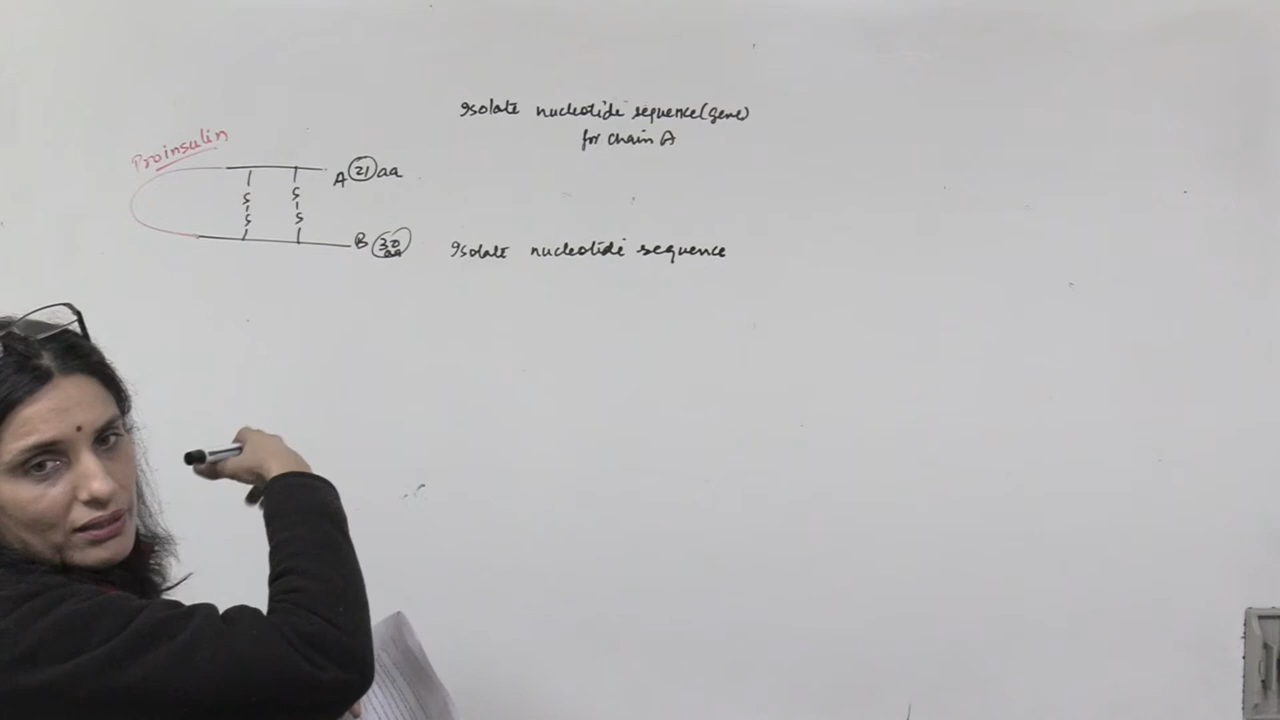 Isolate nucleotide sequence (gene)
for chain A
Proinsulin
A 21 aa
S S
S S
B 30 aa
Isolate nucleotide sequence